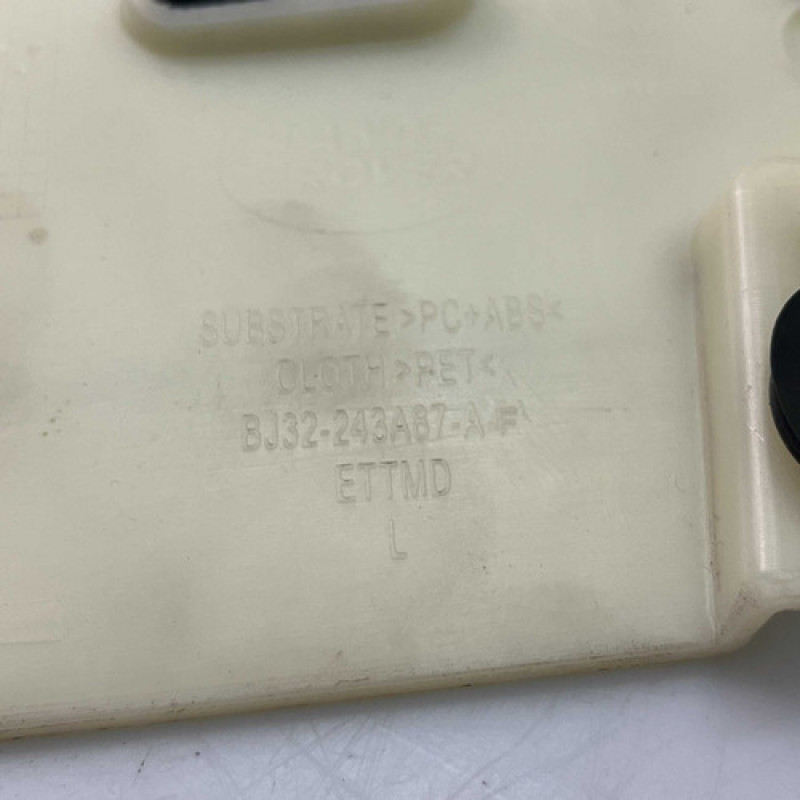 SUBSTRATE >PC+ABS<
CLOTH >PET<
BJ32-243A87-A-F
ETTMD
L